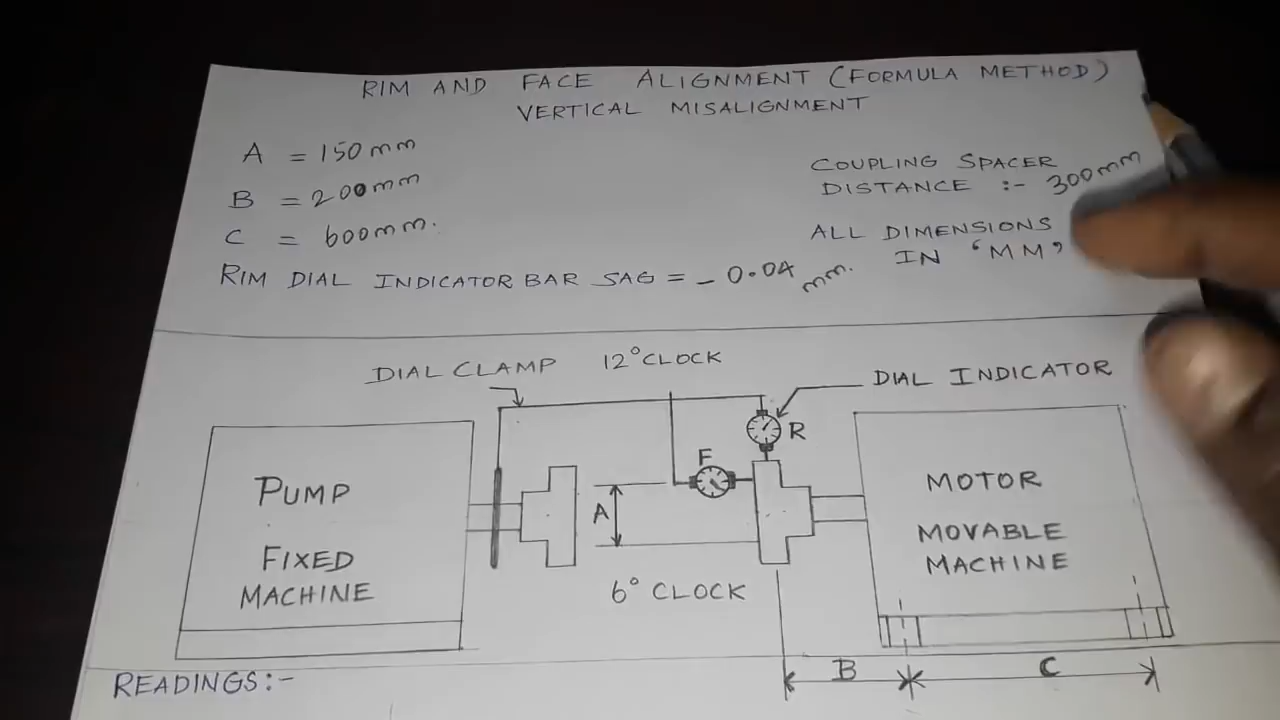 RIM AND FACE ALIGNMENT (FORMULA METHOD)
VERTICAL MISALIGNMENT
A = 150mm
B = 200mm
C = 600mm.
COUPLING SPACER
DISTANCE :- 300mm
ALL DIMENSIONS
IN 'MM'
RIM DIAL INDICATOR BAR SAG = - 0.04 mm.
DIAL CLAMP
12° CLOCK
DIAL INDICATOR
R
F
A
PUMP
FIXED
MACHINE
MOTOR
MOVABLE
MACHINE
6° CLOCK
B
C
READINGS:-